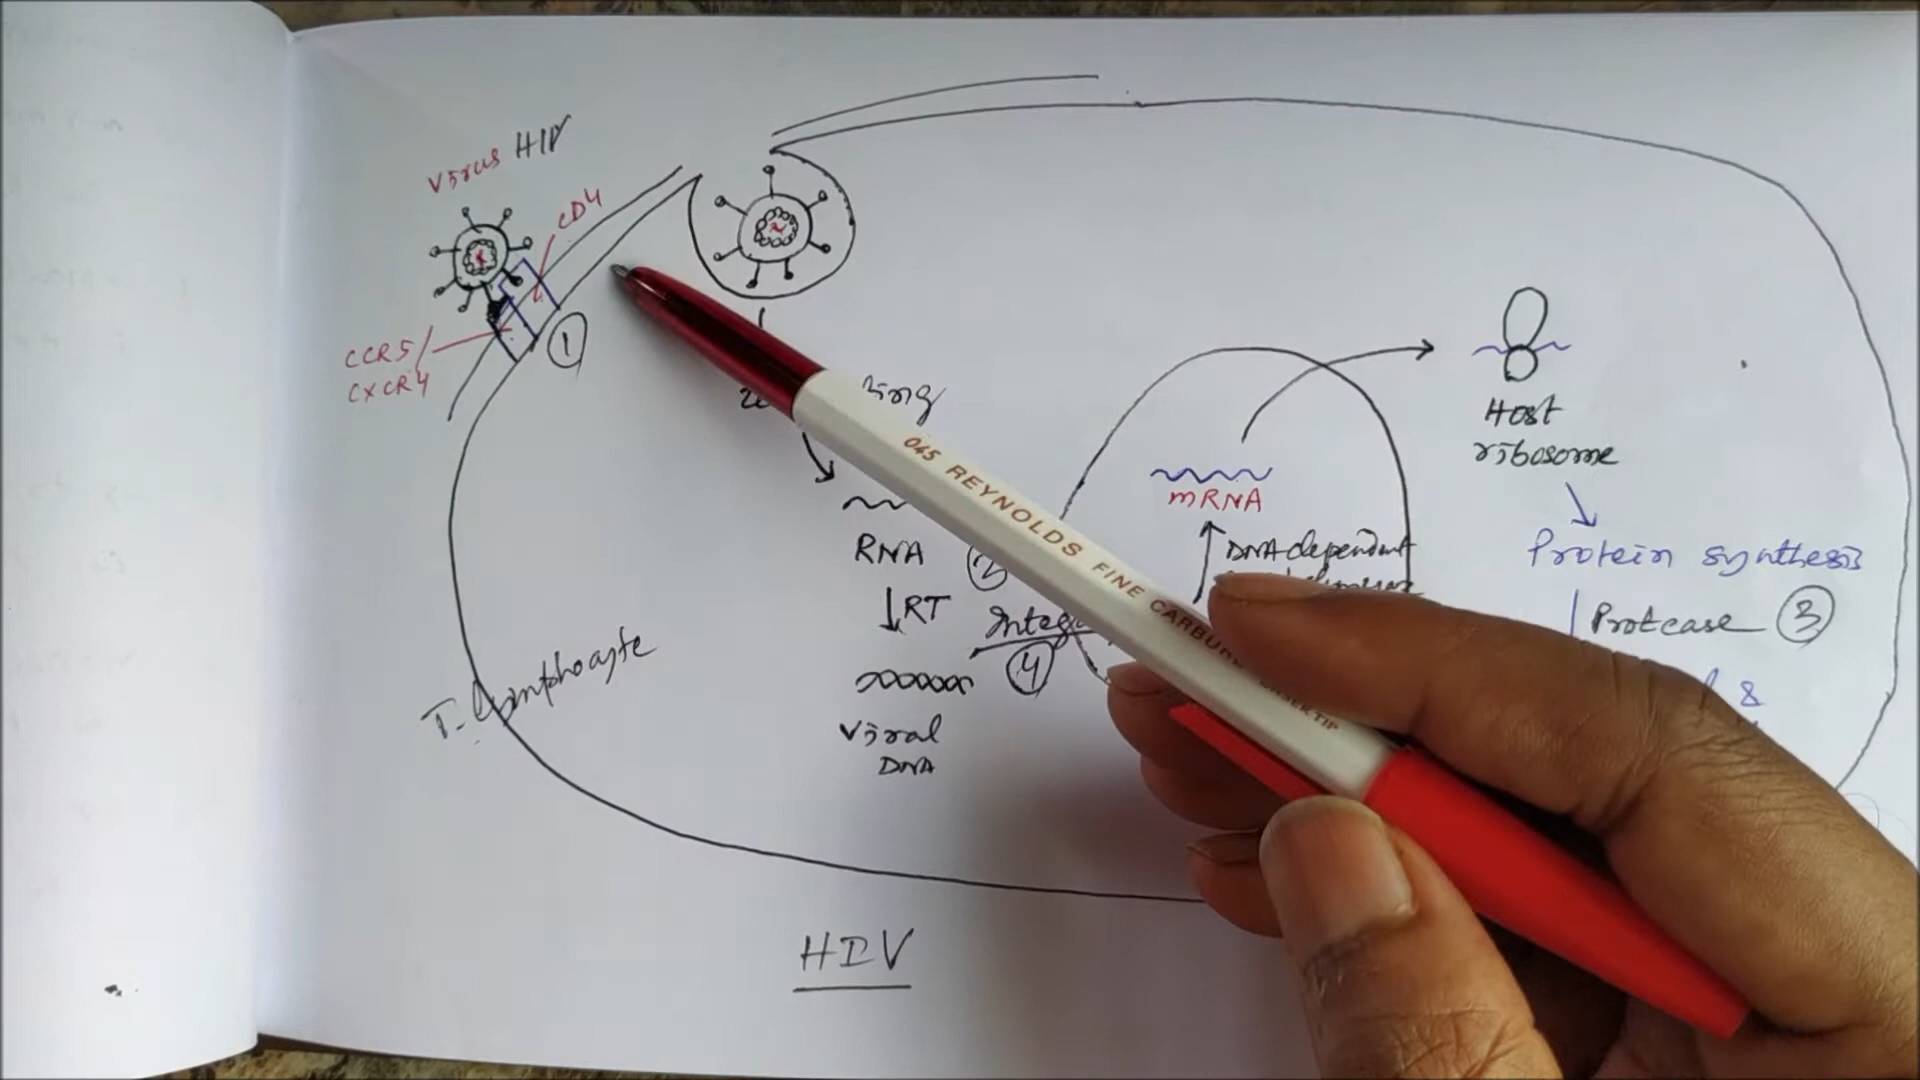 Virus HIV
CD4
CCR5/
CXCR4
1
RNA
2
RT
4
Viral
DNA
T-Lymphocyte
mRNA
DNA dependent
Host
ribosome
Protein synthesis
Protease 3
&
HIV
045 REYNOLDS FINE CARBURE